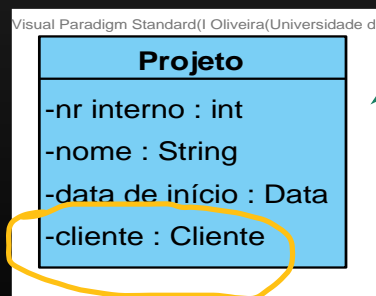 Visual Paradigm Standard(I Oliveira(Universidade d
Projeto
-nr interno : int
-nome : String
-data de início : Data
-cliente : Cliente